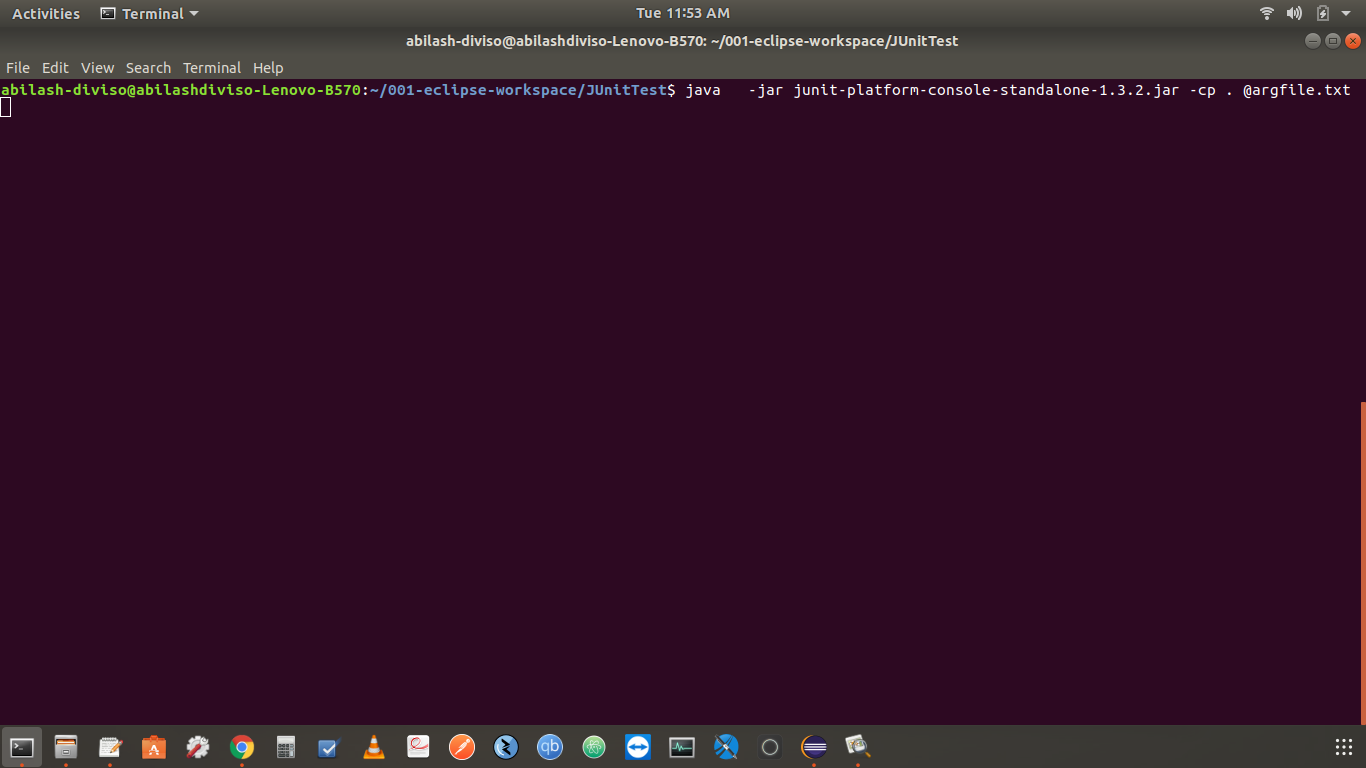 Activities Terminal Tue 11:53 AM
abilash-diviso@abilashdiviso-Lenovo-B570: ~/001-eclipse-workspace/JUnitTest
File Edit View Search Terminal Help
abilash-diviso@abilashdiviso-Lenovo-B570:~/001-eclipse-workspace/JUnitTest$ java   -jar junit-platform-console-standalone-1.3.2.jar -cp . @argfile.txt
qb